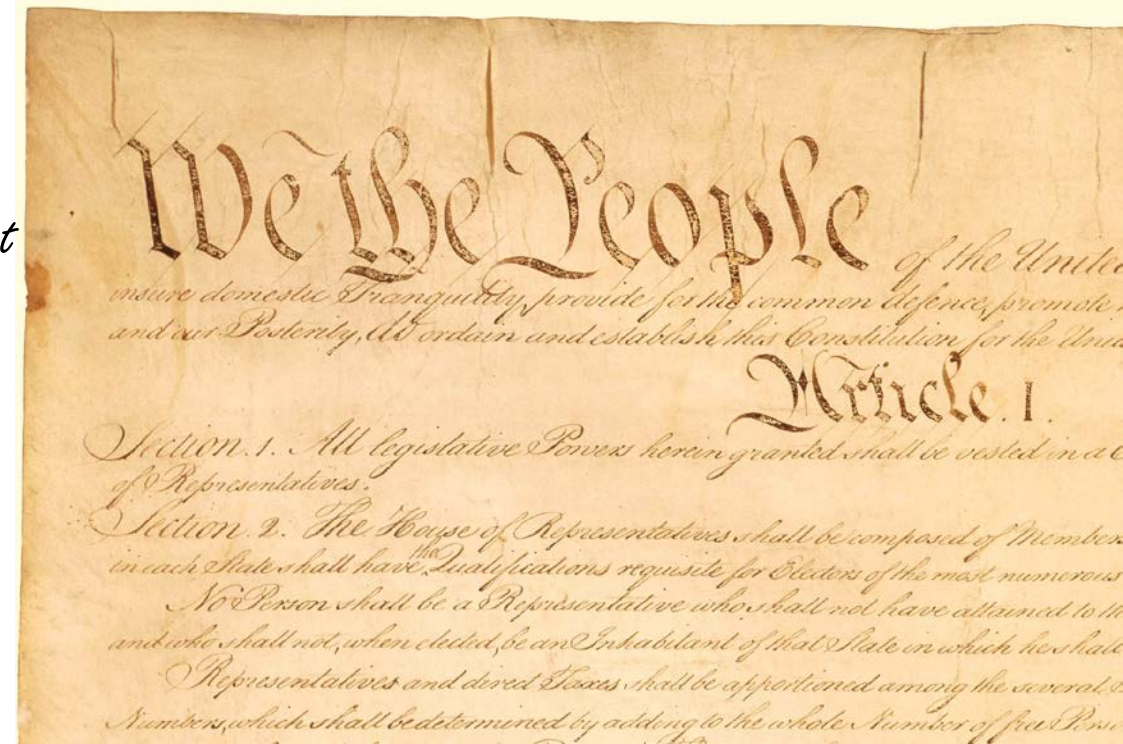 t
We the People of the Unite
insure domestic Tranquility, provide for the common defence, promote
and our Posterity, do ordain and establish this Constitution for the Unit
Article. I.
Section. 1. All legislative Powers herein granted shall be vested in a
of Representatives.
Section. 2. The House of Representatives shall be composed of Members
the
in each State shall have Qualifications requisite for Electors of the most numerous
No Person shall be a Representative who shall not have attained to th
and who shall not, when elected, be an Inhabitant of that State in which he shall
Representatives and direct Taxes shall be apportioned among the several
Numbers, which shall be determined by adding to the whole Number of free Perso